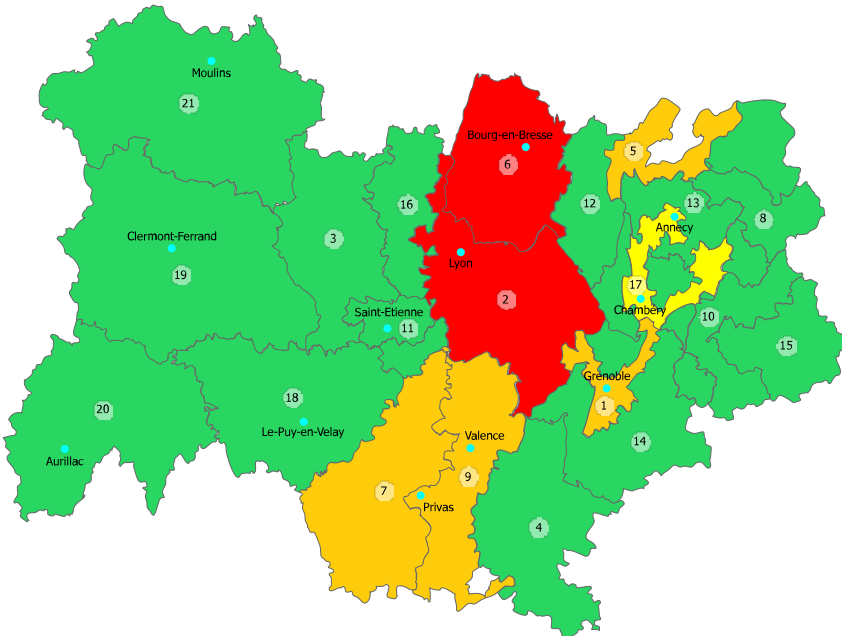 Moulins
21
5
Bourg-en-Bresse
6
16
12
13
8
Annecy
Clermont-Ferrand
3
Lyon
19
17
2
Chambéry
Saint-Etienne
11
10
15
Grenoble
18
1
20
Le-Puy-en-Velay
Valence
14
Aurillac
9
7
Privas
4